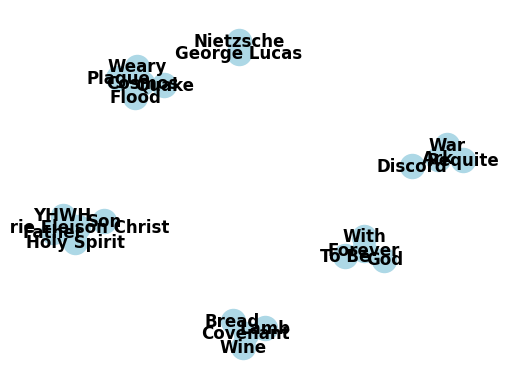 Nietzsche
George Lucas
Weary
Plague
Cosmos
Quake
Flood
War
Ark
Requite
Discord
YHWH
Son
rie Eleison Christ
Father
Holy Spirit
With
Forever
To Be
God
Bread
Lamb
Covenant
Wine